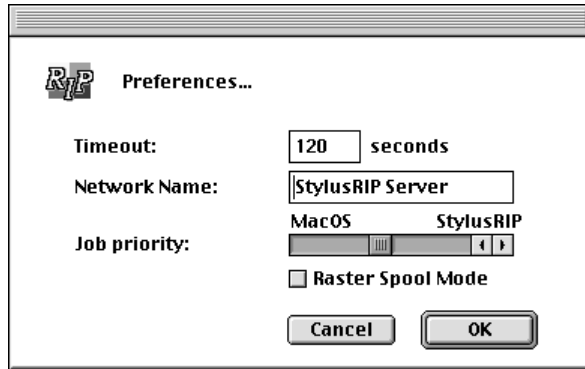 RIP
Preferences...
Timeout: 120 seconds
Network Name: StylusRIP Server
MacOS StylusRIP
Job priority:
Raster Spool Mode
Cancel OK